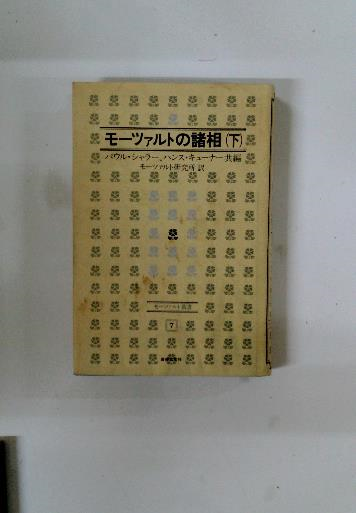 モーツァルトの諸相(下)
パウル・シャラー、ハンス・キューナー共編
モーツァルト研究所 訳
モーツァルト叢書
7